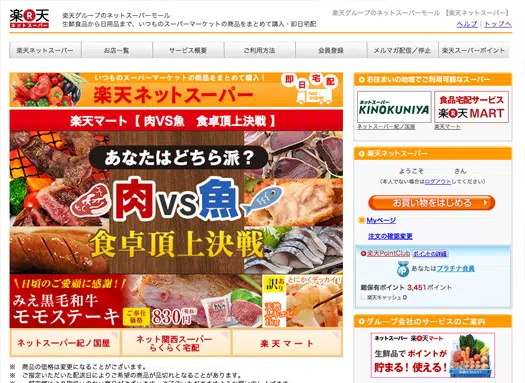 楽天
ネットスーパー
楽天グループのネットスーパーモール
生鮮食品から日用品まで、いつものスーパーマーケットの商品をまとめて購入・即日宅配
楽天グループのネットスーパーモール 【楽天ネットスーパー】
ヘルプ | トップへ
楽天ネットスーパー
お店一覧
サービス概要
ご利用方法
会員登録
メルマガ配信/停止
楽天スーパーポイント
いつものスーパーマーケットの商品をまとめて購入!
楽天ネットスーパー
即日宅配
楽天マート【 肉VS魚 食卓頂上決戦 】
あなたはどちら派?
肉vs魚
食卓頂上決戦
日頃のご愛顧に感謝!
みえ黒毛和牛
モモステーキ
ご奉仕価格
830円
(税抜)
訳あり
とにかくデッカイ!
ネットスーパー紀ノ国屋
ネット関西スーパー
らくらく宅配
楽天マート
※ 商品の価格は変更になることがございます。
※ ご指定いただいた配送日によりご希望の商品が品切れとなることがございます。
お住まいの地域でご利用可能なスーパー
ネットスーパー
KINOKUNIYA
ネットスーパー紀ノ国屋
食品宅配サービス
楽天MART
楽天マート
楽天ネットスーパー
ようこそ さん
(本人でない場合はログアウトしてください)
お買い物をはじめる
Myページ
注文の確認変更
楽天PointClub
ポイントの詳細
あなたはプラチナ会員
総保有ポイント 3,451ポイント
楽天キャッシュ 0
グループ会社のサービスのご案内
ネットスーパー 楽天MART
生鮮品でポイントが
貯まる!使える!